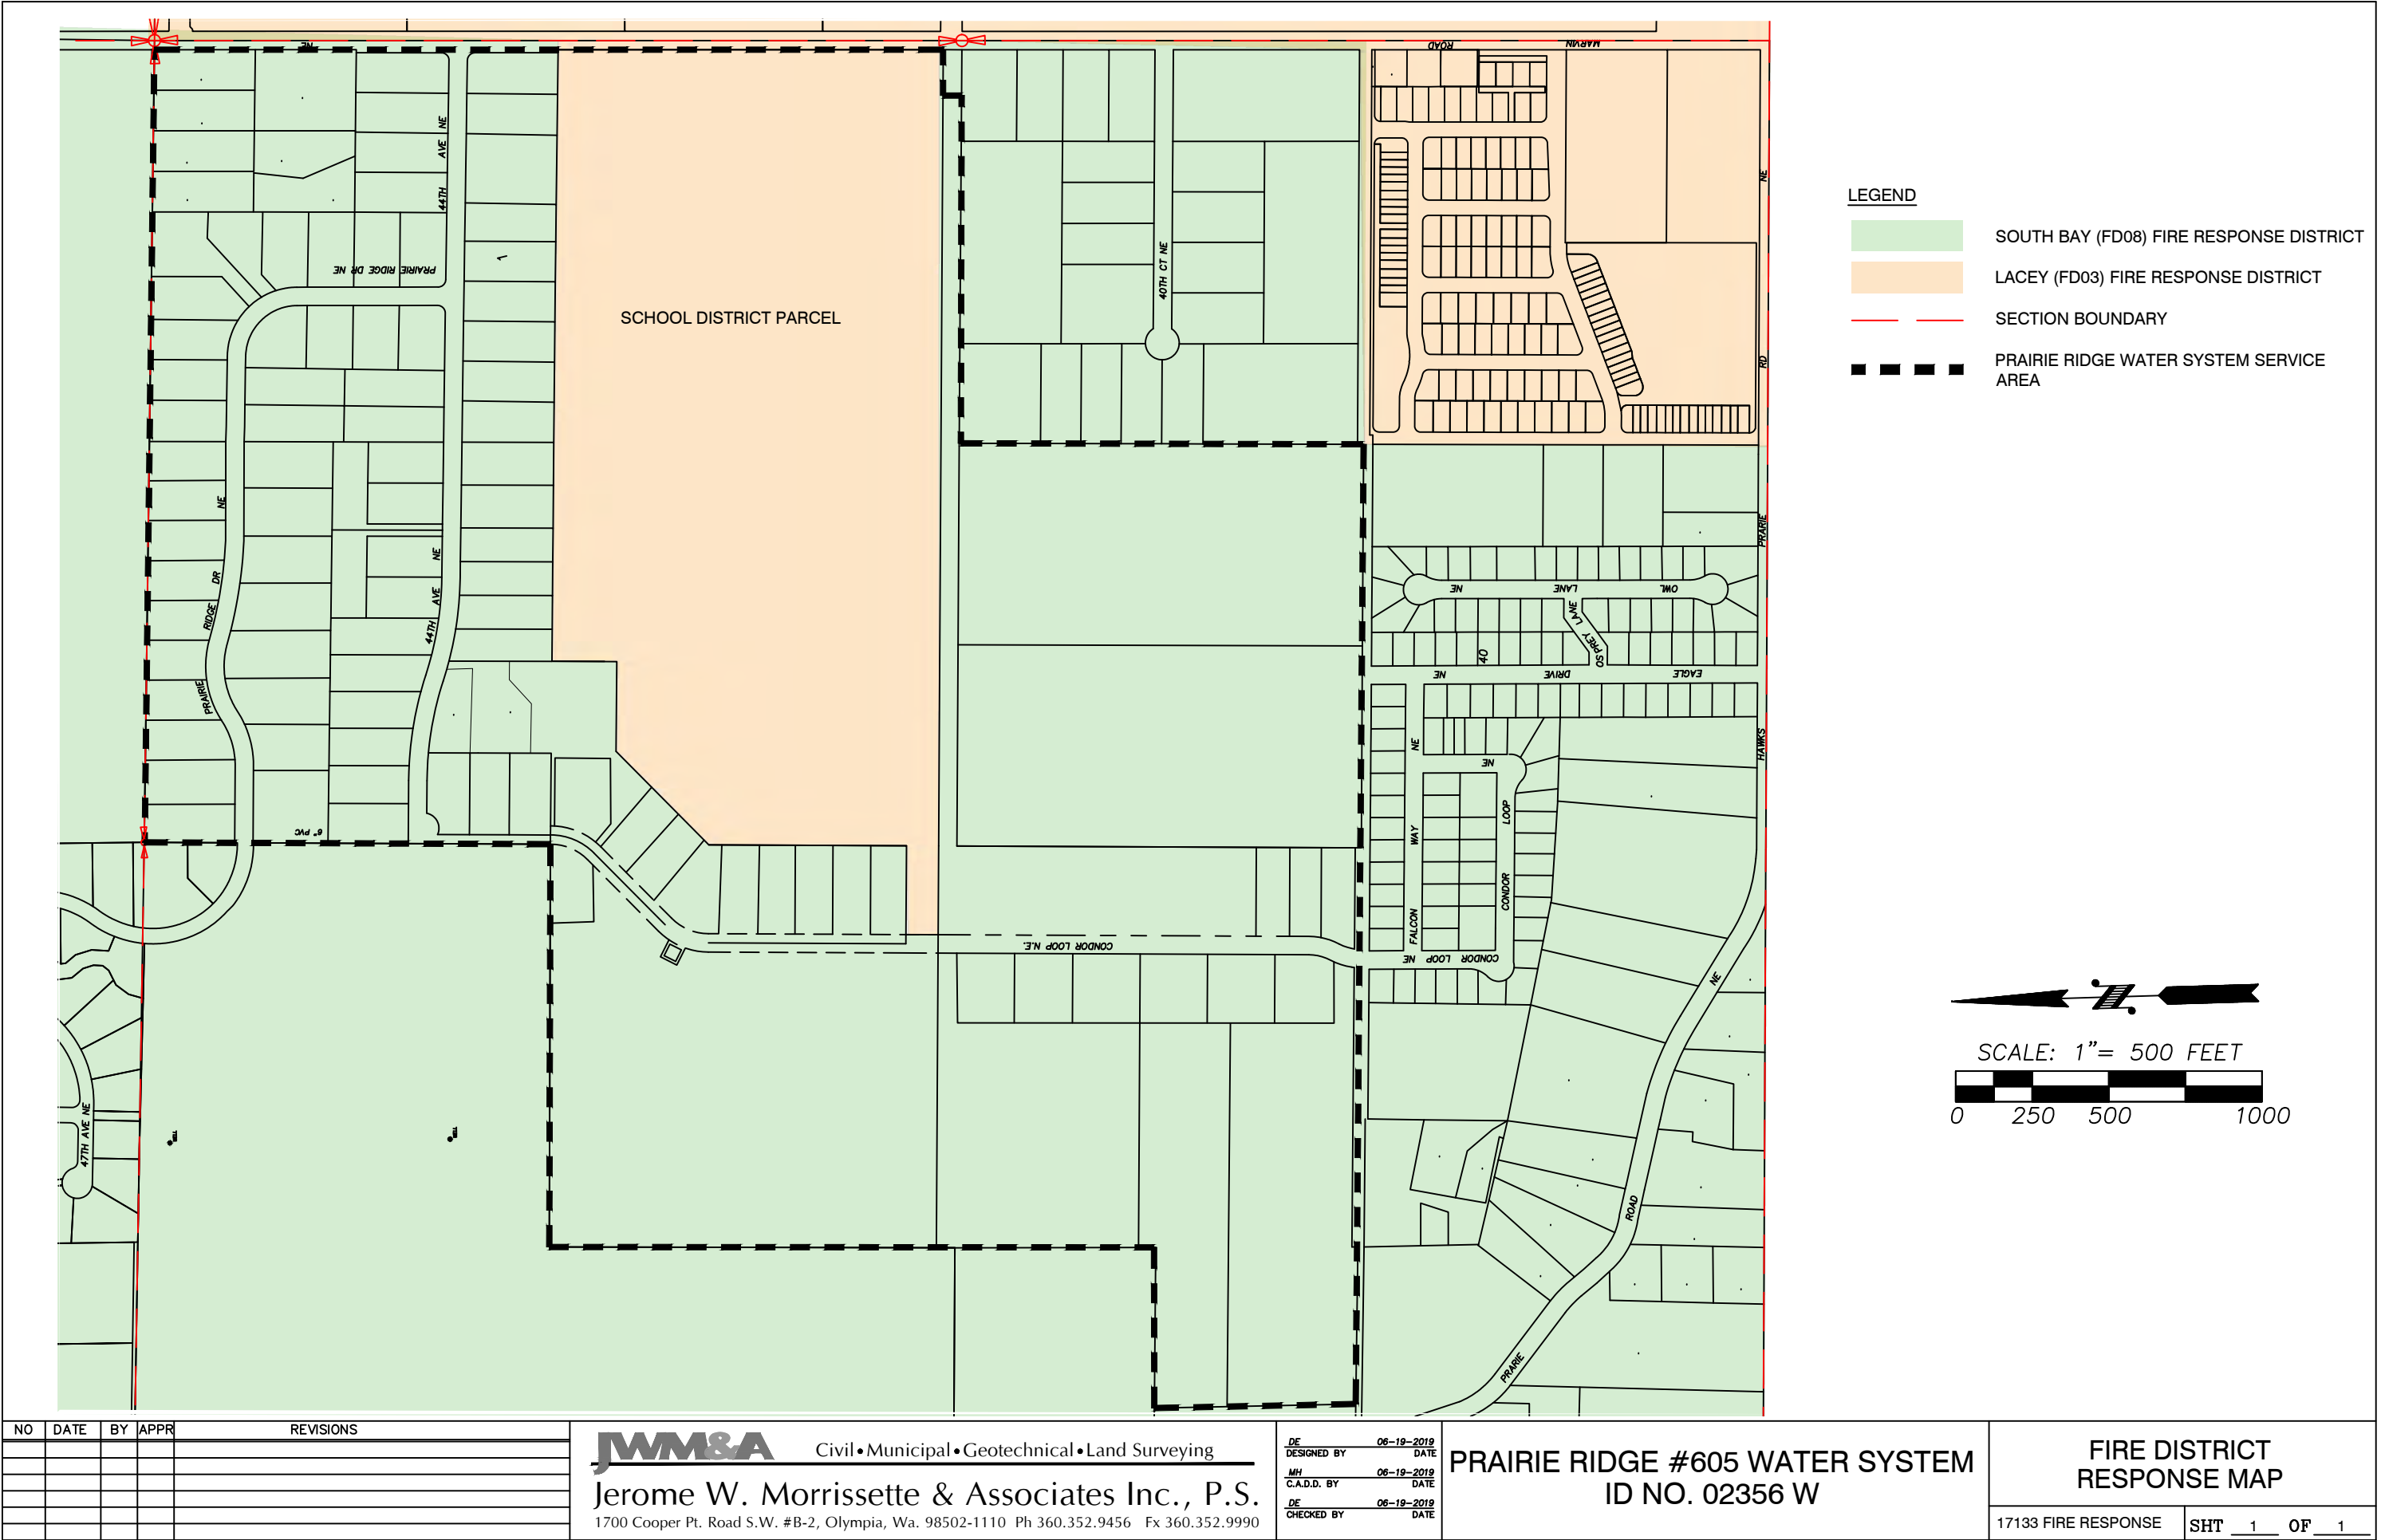 NE
ROAD
MARVIN
44TH AVE NE
40TH CT NE
NE
PRAIRIE RIDGE DR NE
1
SCHOOL DISTRICT PARCEL
RD
PRAIRIE RIDGE DR NE
44TH AVE NE
PRARIE
NE LANE OWL
OSPREY LANE
40
NE DRIVE EAGLE
HAWKS
NE
NE
FALCON WAY
CONDOR LOOP
6" PVC
CONDOR LOOP N.E.
CONDOR LOOP NE
NE
47TH AVE NE
ROAD
PRARIE
LEGEND
SOUTH BAY (FD08) FIRE RESPONSE DISTRICT
LACEY (FD03) FIRE RESPONSE DISTRICT
SECTION BOUNDARY
PRAIRIE RIDGE WATER SYSTEM SERVICE
AREA
SCALE: 1"= 500 FEET
0 250 500 1000
NO DATE BY APPR REVISIONS
JWM&A Civil•Municipal•Geotechnical•Land Surveying
Jerome W. Morrissette & Associates Inc., P.S.
1700 Cooper Pt. Road S.W. #B-2, Olympia, Wa. 98502-1110 Ph 360.352.9456 Fx 360.352.9990
DE 06-19-2019
DESIGNED BY DATE
MH 06-19-2019
C.A.D.D. BY DATE
DE 06-19-2019
CHECKED BY DATE
PRAIRIE RIDGE #605 WATER SYSTEM
ID NO. 02356 W
FIRE DISTRICT
RESPONSE MAP
17133 FIRE RESPONSE
SHT 1 OF 1